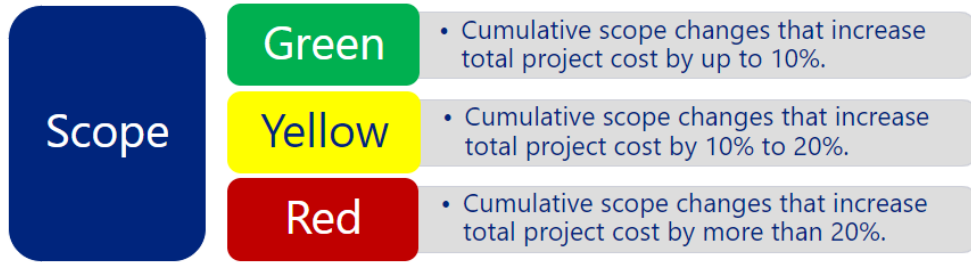 Scope
Green
• Cumulative scope changes that increase
total project cost by up to 10%.
Yellow
• Cumulative scope changes that increase
total project cost by 10% to 20%.
Red
• Cumulative scope changes that increase
total project cost by more than 20%.